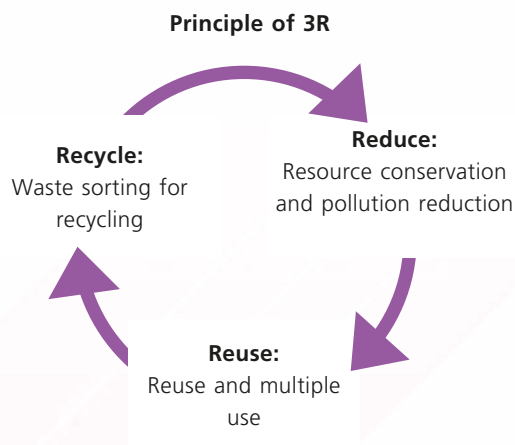 Principle of 3R
Reduce:
Resource conservation
and pollution reduction
Reuse:
Reuse and multiple
use
Recycle:
Waste sorting for
recycling